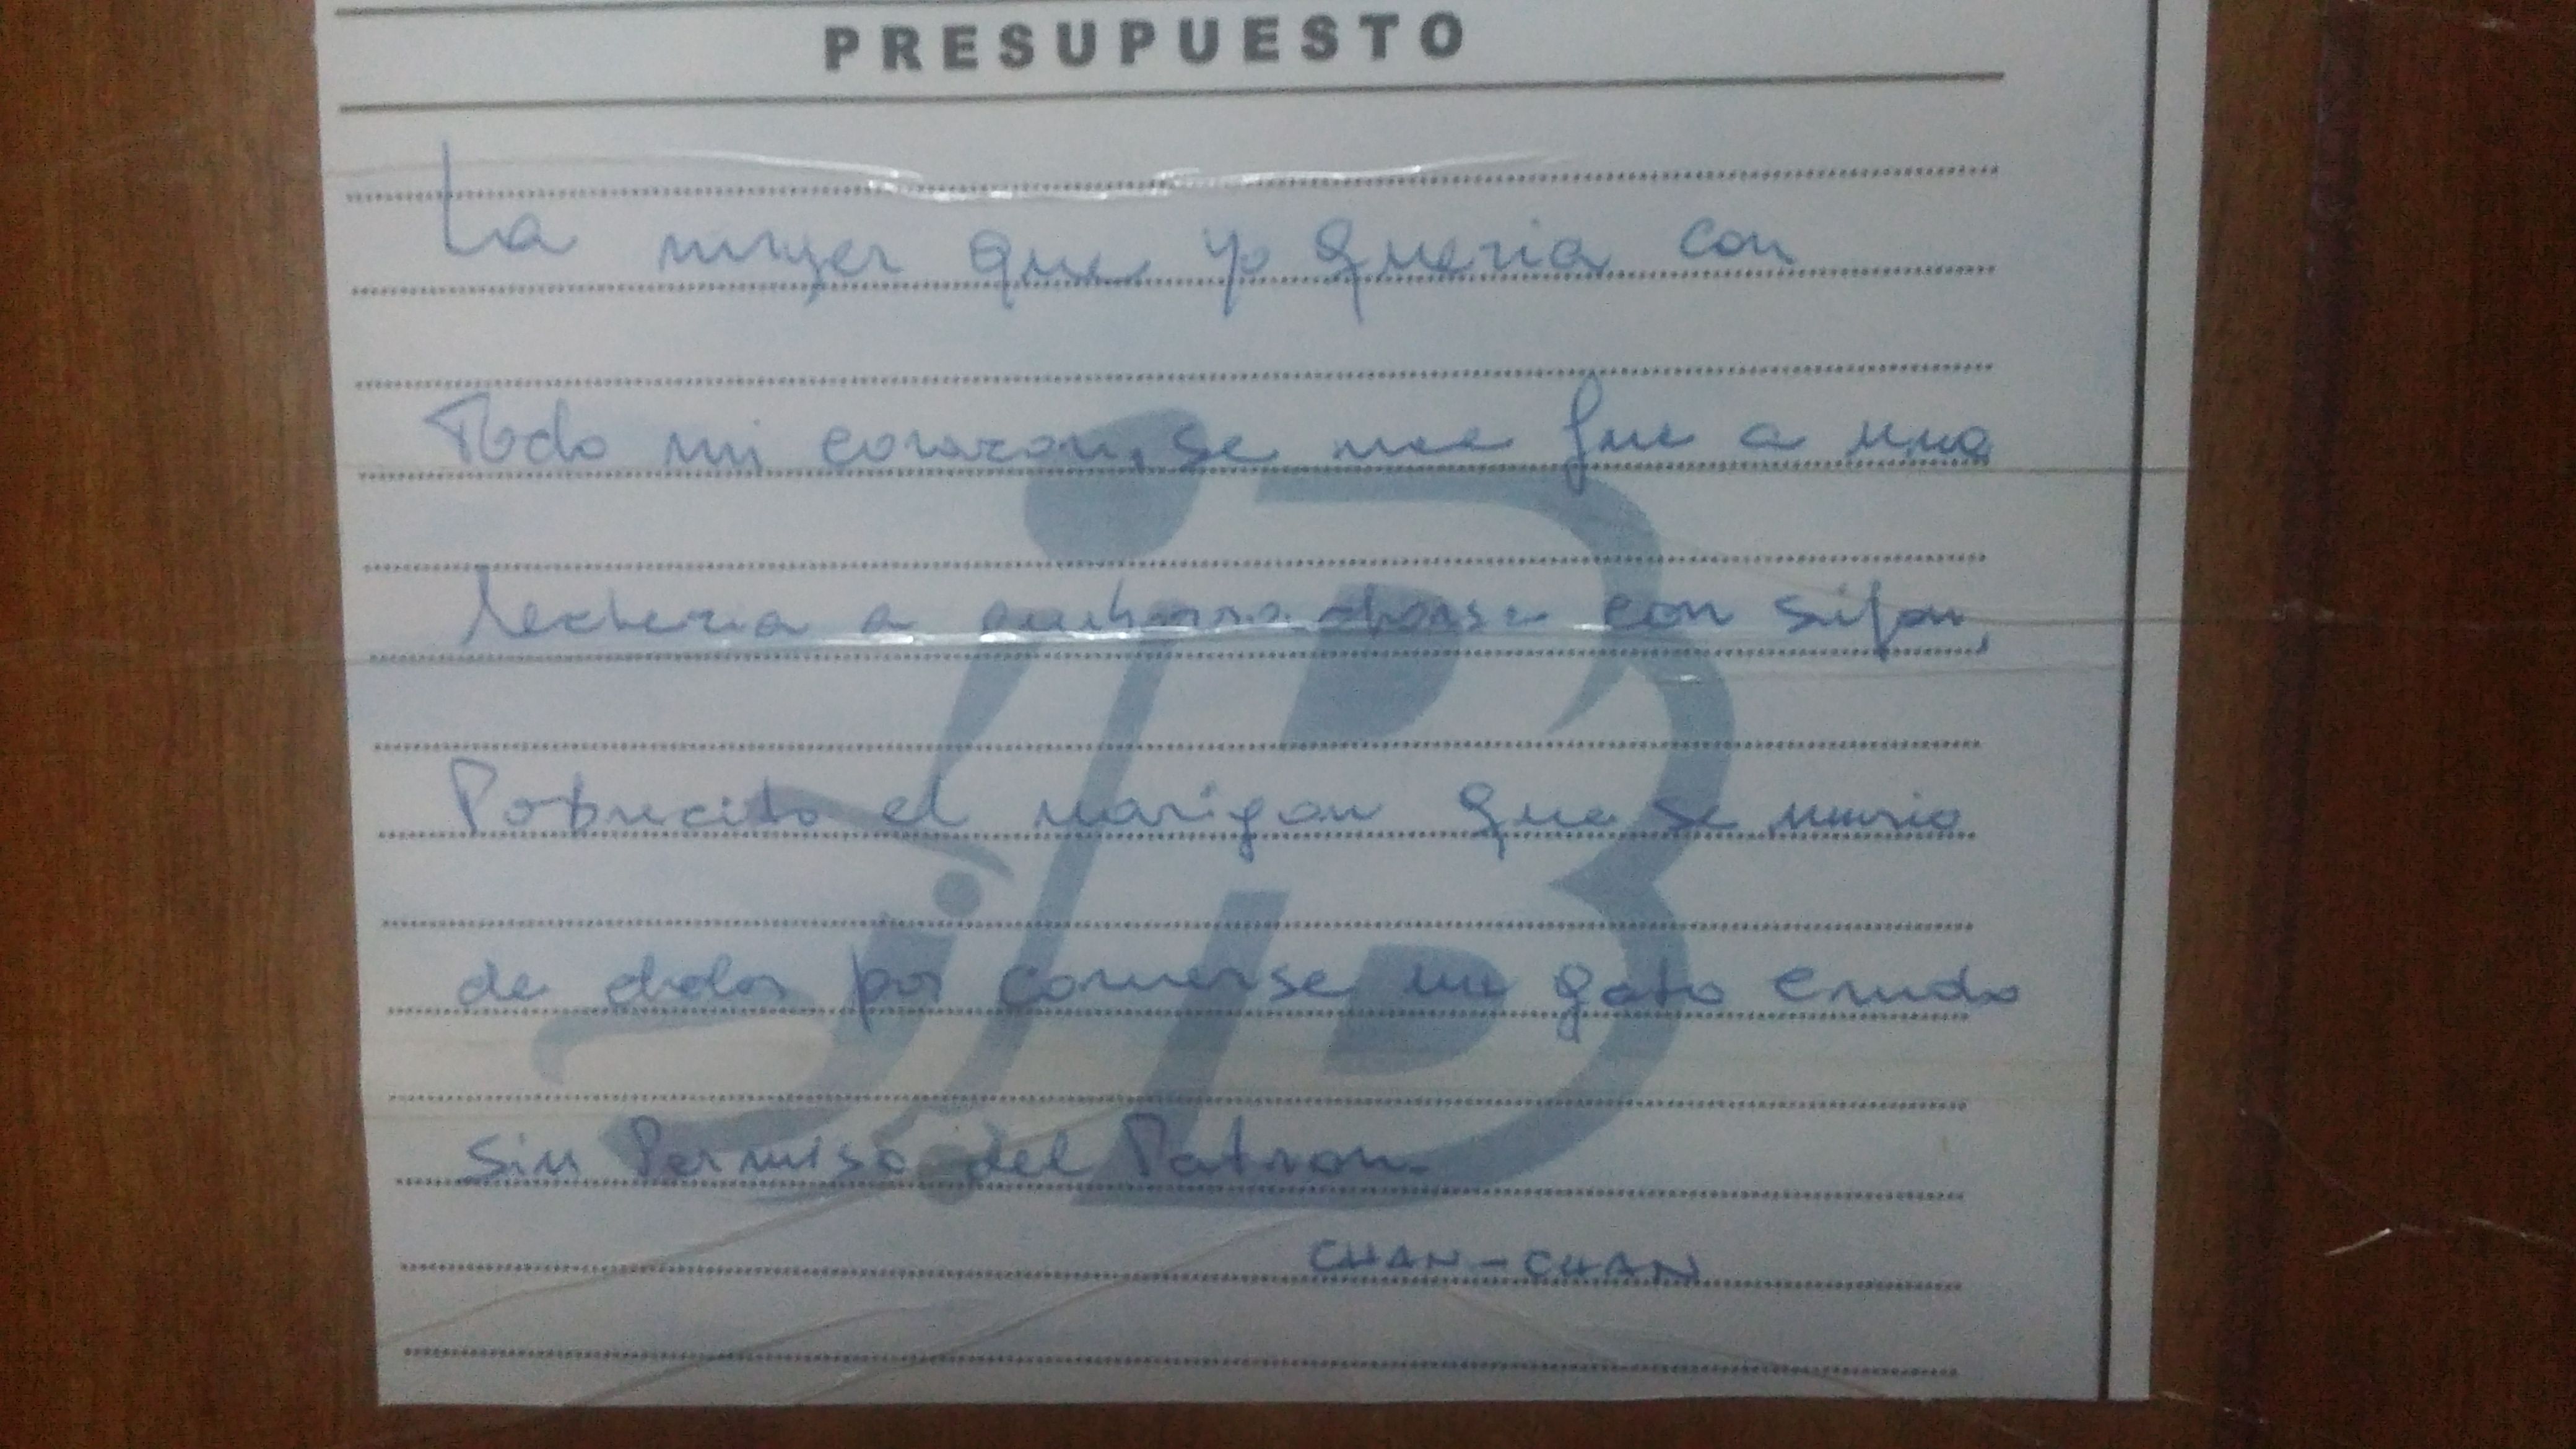 PRESUPUESTO
La mujer que yo queria con
Todo mi corazon, se me fue a una
lecheria a emborracharse con sifon,
Pobrecito el narigon que se murio
de dolor por comerse un gato crudo
sin Permiso del Patron.
CHAN-CHAN